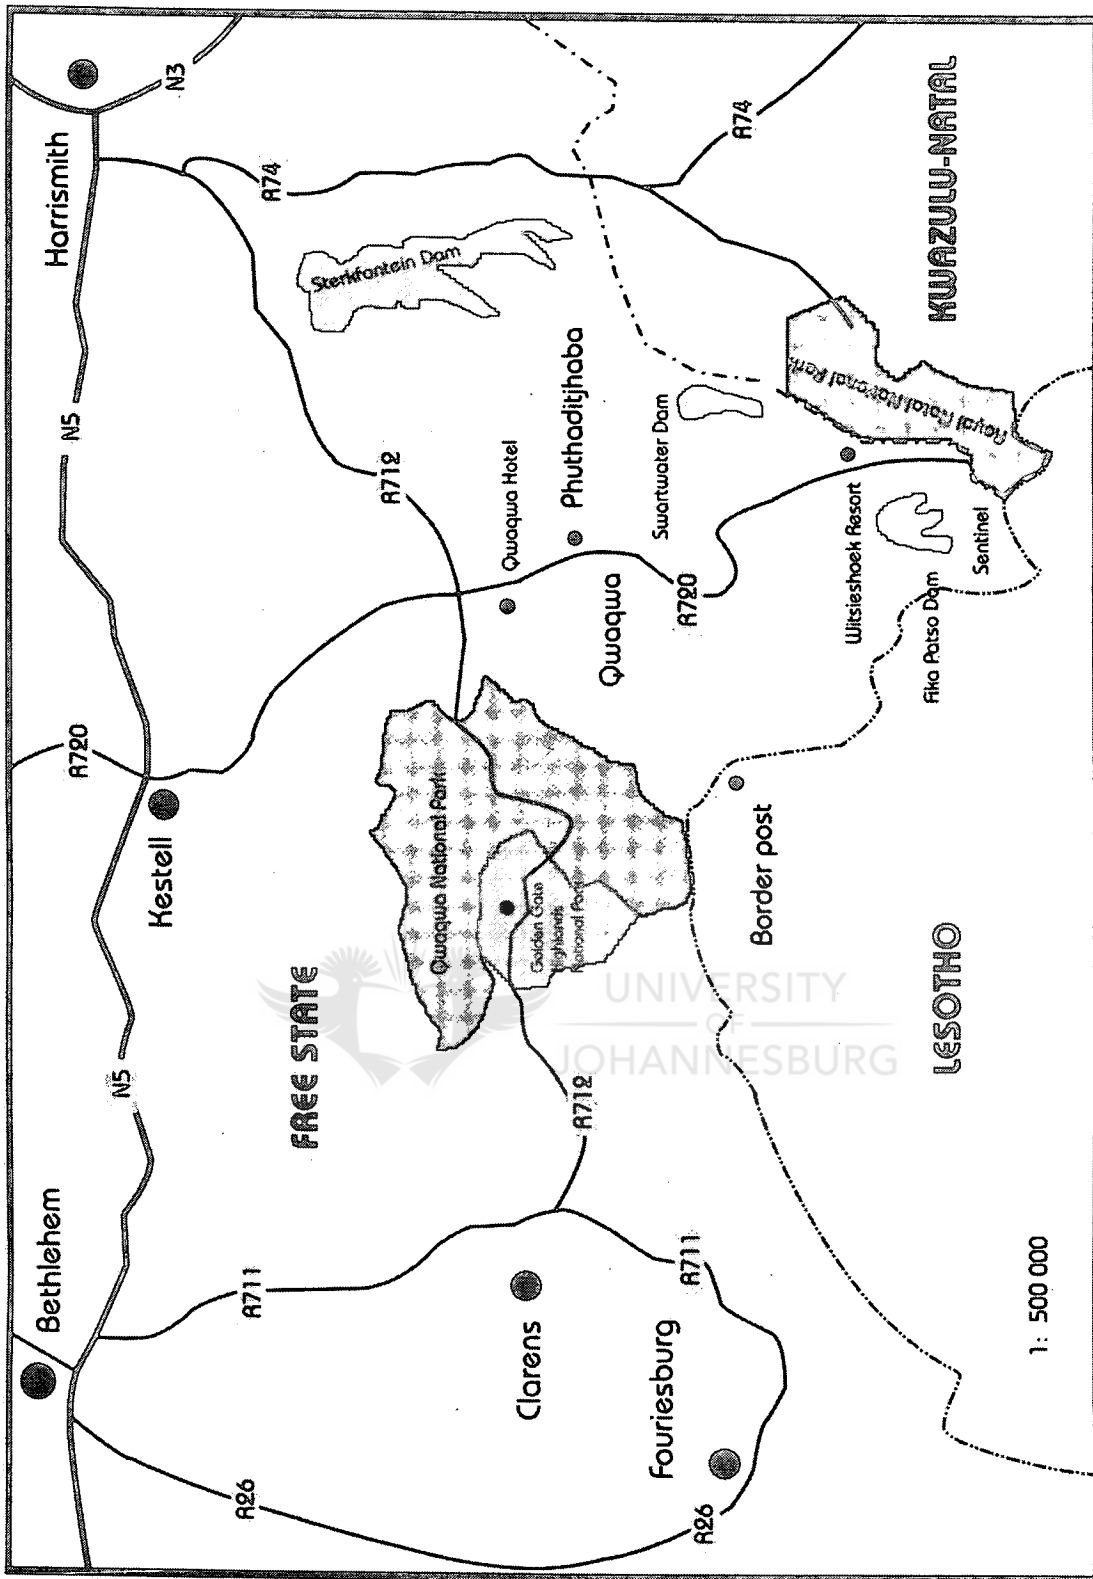 Bethlehem
N5
Harrismith
N3
R720
Kestell
N5
R26
R711
FREE STATE
R712
R74
Sterkfontein Dam
Qwaqwa National Park
Golden Gate
Highlands
National Park
Qwaqwa Hotel
Phuthaditjhaba
Clarens
R712
Qwaqwa
Swartwater Dam
R74
Fouriesburg
R711
R720
R26
Border post
Witsieshoek Resort
Royal Natal National Park
Fika Patso Dam
Sentinel
LESOTHO
KWAZULU-NATAL
1: 500 000
UNIVERSITY
OF
JOHANNESBURG